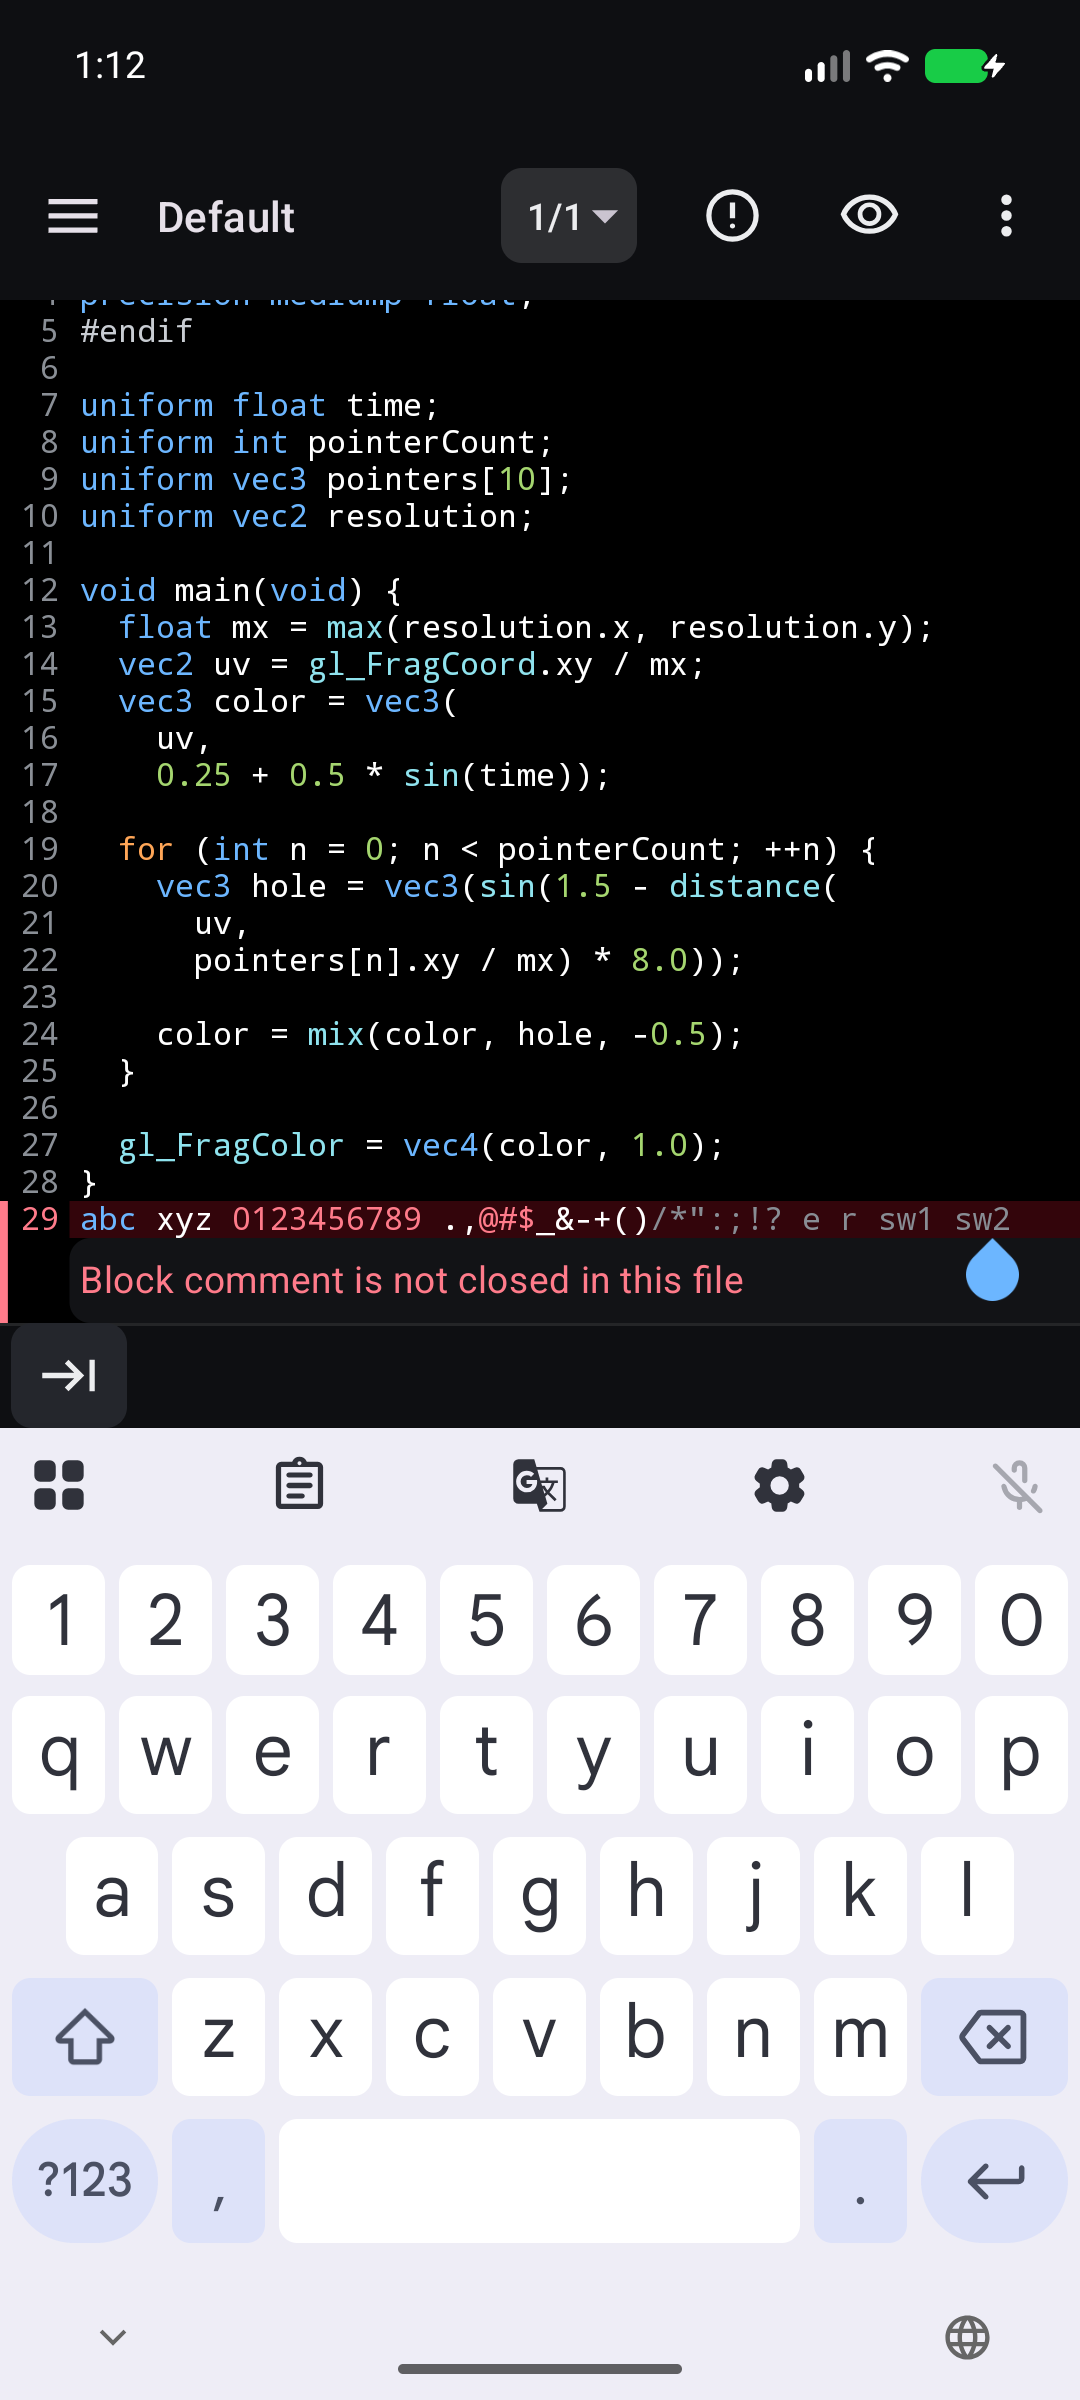 1:12
Default 1/1
4 precision mediump float;
5 #endif
6
7 uniform float time;
8 uniform int pointerCount;
9 uniform vec3 pointers[10];
10 uniform vec2 resolution;
11
12 void main(void) {
13   float mx = max(resolution.x, resolution.y);
14   vec2 uv = gl_FragCoord.xy / mx;
15   vec3 color = vec3(
16     uv,
17     0.25 + 0.5 * sin(time));
18
19   for (int n = 0; n < pointerCount; ++n) {
20     vec3 hole = vec3(sin(1.5 - distance(
21       uv,
22       pointers[n].xy / mx) * 8.0));
23
24     color = mix(color, hole, -0.5);
25   }
26
27   gl_FragColor = vec4(color, 1.0);
28 }
29 abc xyz 0123456789 .,@#$_&-+()/*":;!? e r sw1 sw2
Block comment is not closed in this file
1 2 3 4 5 6 7 8 9 0
q w e r t y u i o p
a s d f g h j k l
z x c v b n m
?123 , .